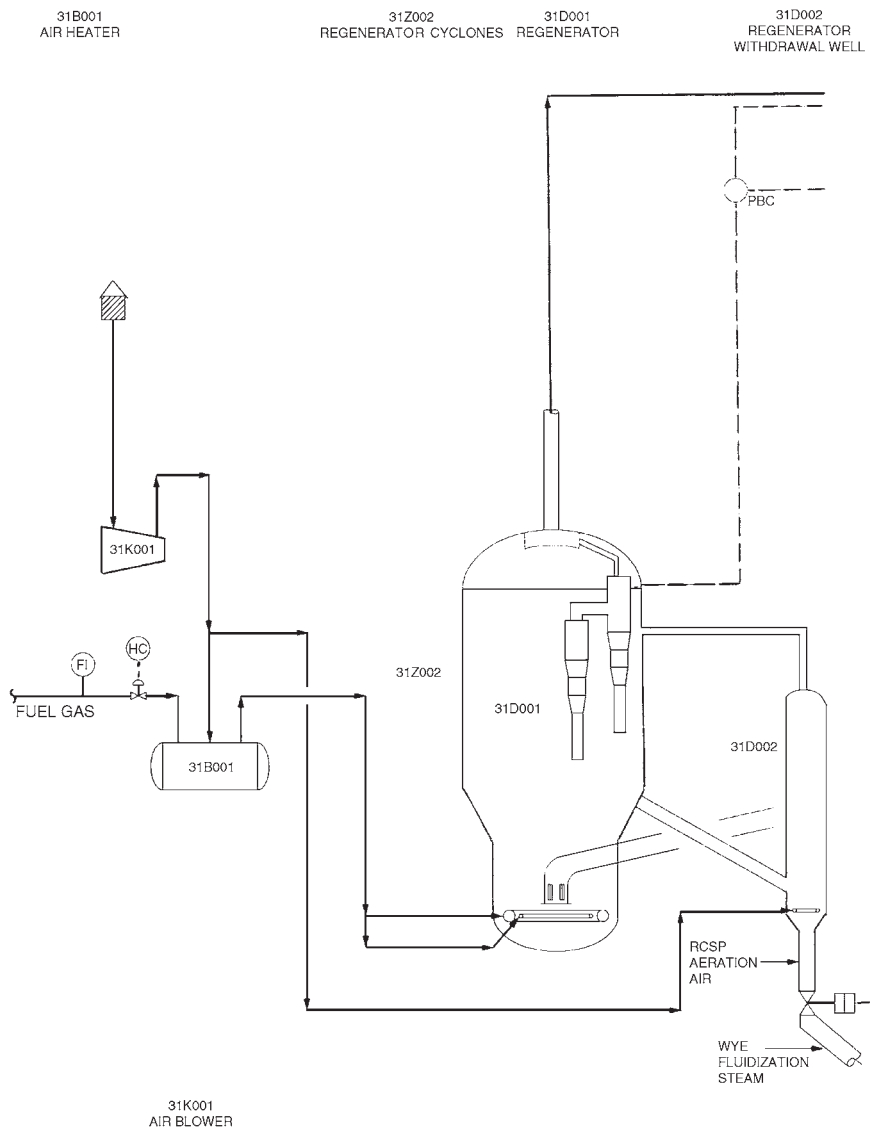 31B001
AIR HEATER
31Z002
REGENERATOR CYCLONES
31D001
REGENERATOR
31D002
REGENERATOR
WITHDRAWAL WELL
PBC
31K001
FI
HC
FUEL GAS
31B001
31Z002
31D001
31D002
RCSP
AERATION
AIR
WYE
FLUIDIZATION
STEAM
31K001
AIR BLOWER